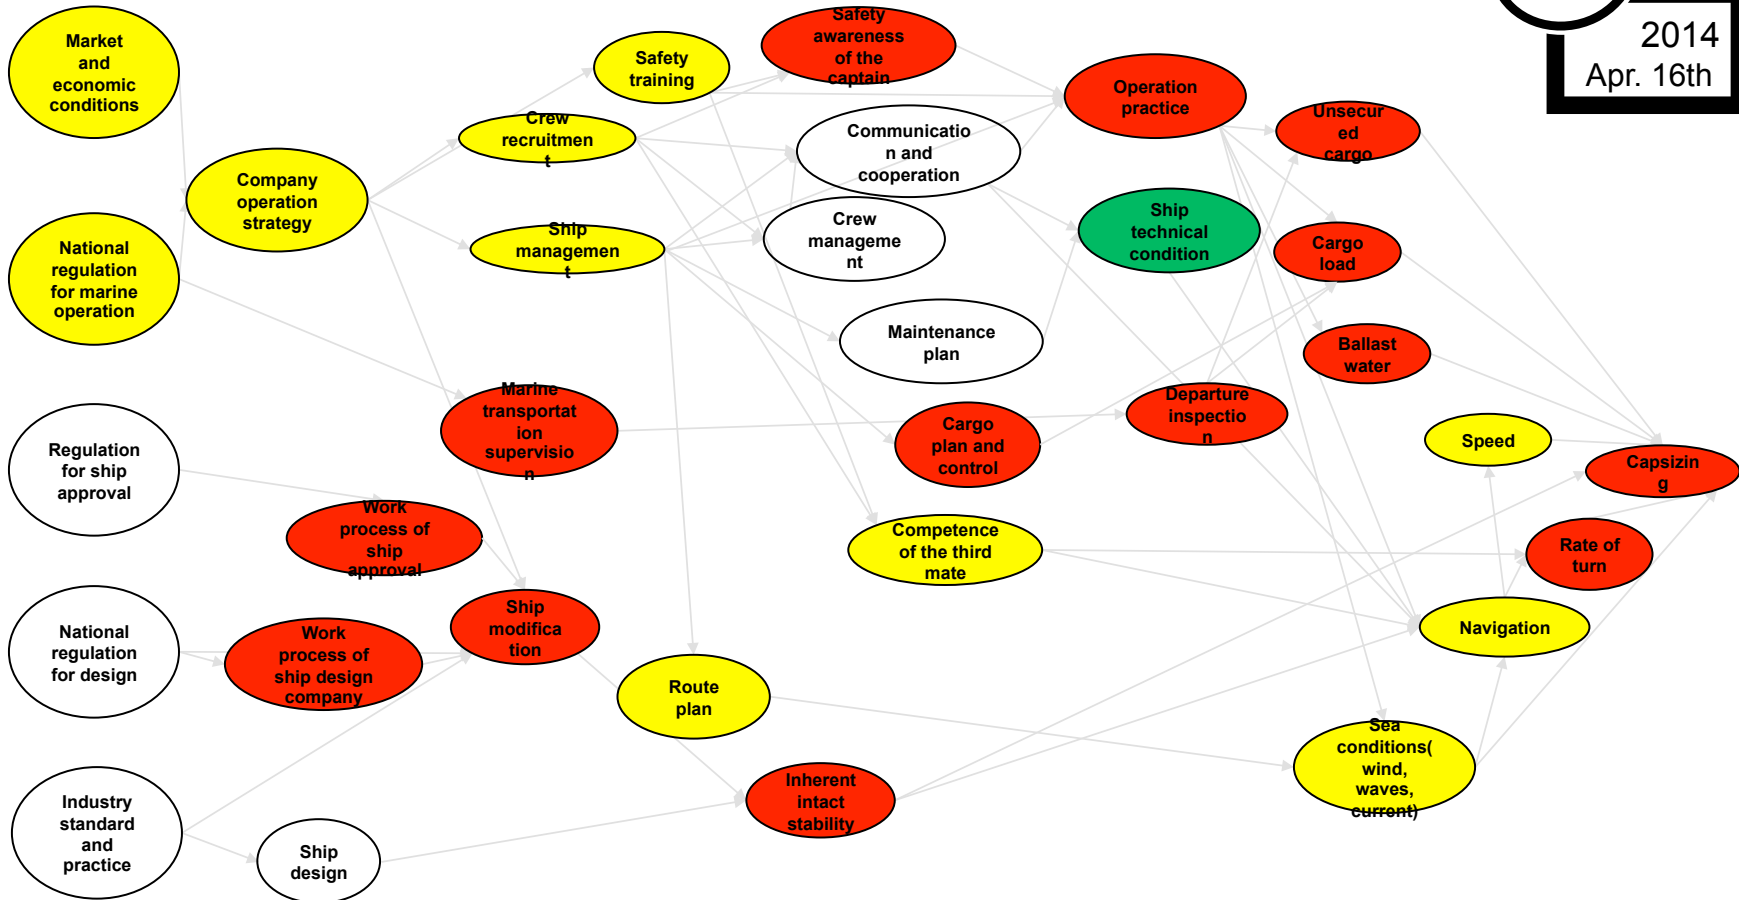 Market
and
economic
conditions
National
regulation
for marine
operation
Regulation
for ship
approval
National
regulation
for design
Industry
standard
and
practice
Company
operation
strategy
Work
process of
ship
approval
Work
process of
ship design
company
Ship
design
Safety
training
Crew
recruitmen
t
Ship
managemen
t
Marine
transportat
ion
supervisio
n
Ship
modifica
tion
Route
plan
Safety
awareness
of the
captain
Communicatio
n and
cooperation
Crew
manageme
nt
Maintenance
plan
Cargo
plan and
control
Competence
of the third
mate
Inherent
intact
stability
Operation
practice
Ship
technical
condition
Departure
inspectio
n
Unsecur
ed
cargo
Cargo
load
Ballast
water
Speed
Capsizin
g
Rate of
turn
Navigation
Sea
conditions(
wind,
waves,
current)
2014
Apr. 16th